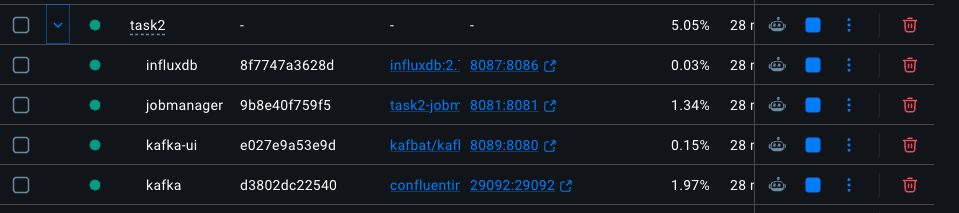 task2 - - - 5.05% 28
influxdb 8f7747a3628d influxdb:2. 8087:8086 0.03% 28
jobmanager 9b8e40f759f5 task2-jobm 8081:8081 1.34% 28
kafka-ui e027e9a53e9d kafbat/kafl 8089:8080 0.15% 28
kafka d3802dc22540 confluentir 29092:29092 1.97% 28